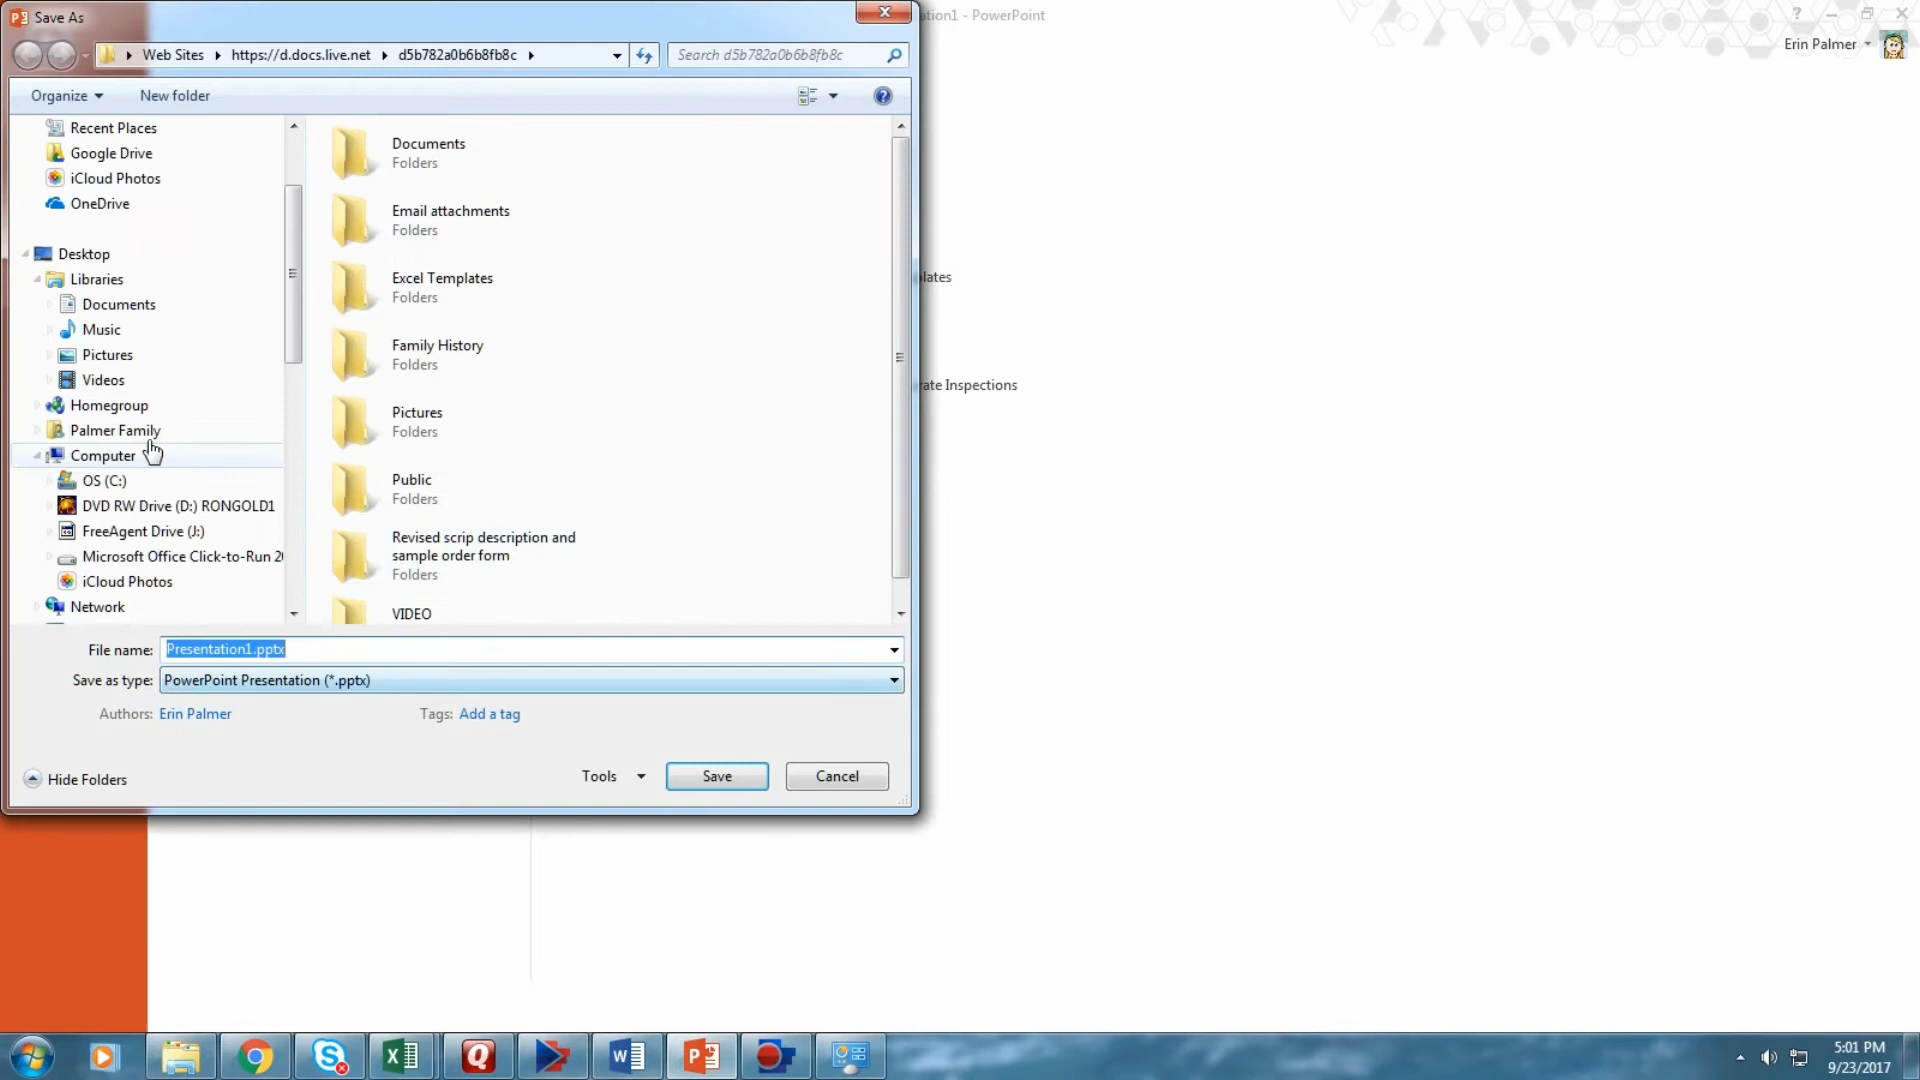 Save As
ation1 - PowerPoint
?
Erin Palmer
Web Sites
https://d.docs.live.net
d5b782a0b6b8fb8c
Search d5b782a0b6b8fb8c
Organize
New folder
?
Recent Places
Google Drive
iCloud Photos
OneDrive
Desktop
Libraries
Documents
Music
Pictures
Videos
Homegroup
Palmer Family
Computer
OS (C:)
DVD RW Drive (D:) RONGOLD1
FreeAgent Drive (J:)
Microsoft Office Click-to-Run 2
iCloud Photos
Network
Documents
Folders
Email attachments
Folders
Excel Templates
Folders
Family History
Folders
Pictures
Folders
Public
Folders
Revised scrip description and
sample order form
Folders
VIDEO
lates
ate Inspections
File name: Presentation1.pptx
Save as type: PowerPoint Presentation (*.pptx)
Authors: Erin Palmer
Tags: Add a tag
Hide Folders
Tools
Save
Cancel
5:01 PM
9/23/2017